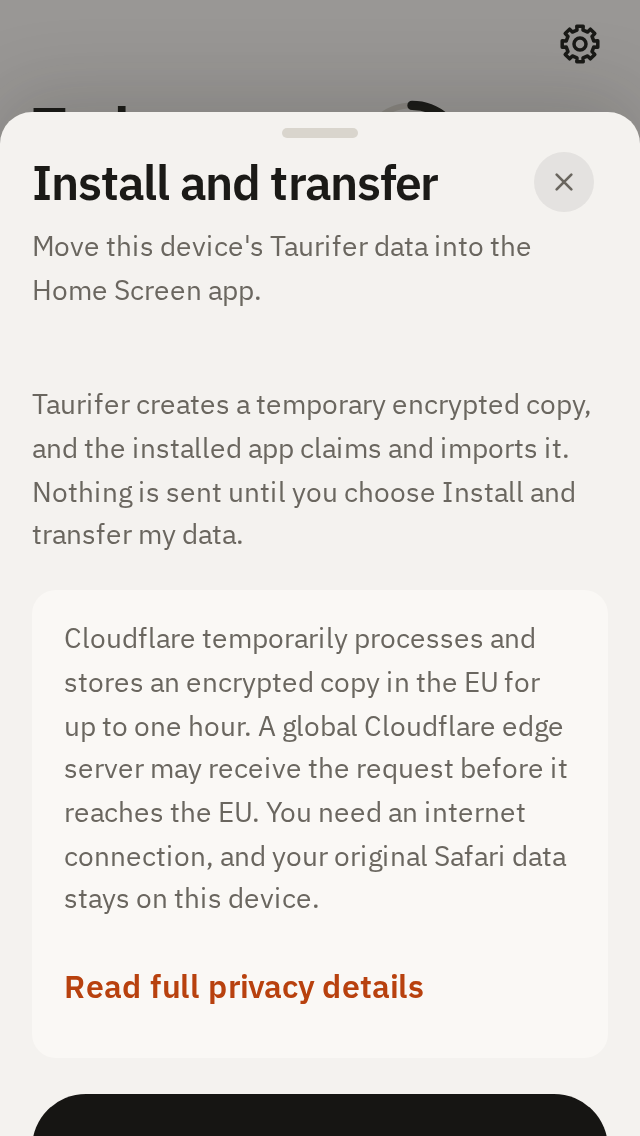 Install and transfer
Move this device's Taurifer data into the
Home Screen app.
Taurifer creates a temporary encrypted copy,
and the installed app claims and imports it.
Nothing is sent until you choose Install and
transfer my data.
Cloudflare temporarily processes and
stores an encrypted copy in the EU for
up to one hour. A global Cloudflare edge
server may receive the request before it
reaches the EU. You need an internet
connection, and your original Safari data
stays on this device.
Read full privacy details